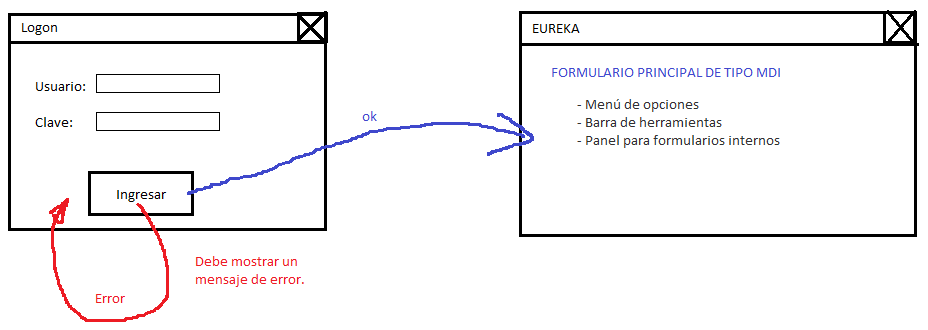 Logon
Usuario:
Clave:
Ingresar
Error
Debe mostrar un
mensaje de error.
ok
EUREKA
FORMULARIO PRINCIPAL DE TIPO MDI
- Menú de opciones
- Barra de herramientas
- Panel para formularios internos